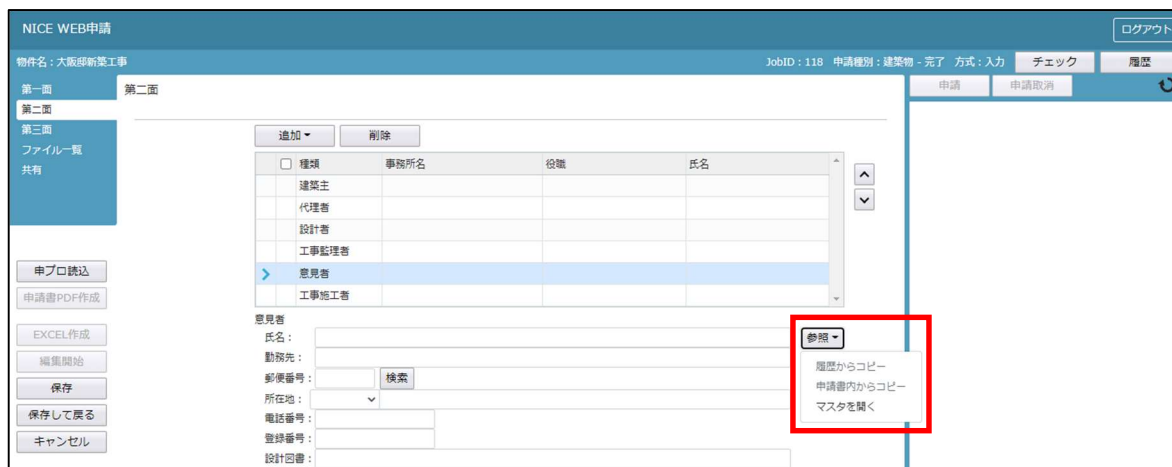 NICE WEB申請
ログアウト
物件名：大阪邸新築工事
JobID：118 申請種別：建築物 - 完了 方式：入力
チェック
履歴
第一面
第二面
第三面
ファイル一覧
共有
申プロ読込
申請書PDF作成
EXCEL作成
編集開始
保存
保存して戻る
キャンセル
第二面
追加
削除
種類 事務所名 役職 氏名
建築主
代理者
設計者
工事監理者
意見者
工事施工者
意見者
氏名：
勤務先：
郵便番号： 検索
所在地：
電話番号：
登録番号：
設計図書：
参照
履歴からコピー
申請書内からコピー
マスタを開く
申請
申請取消